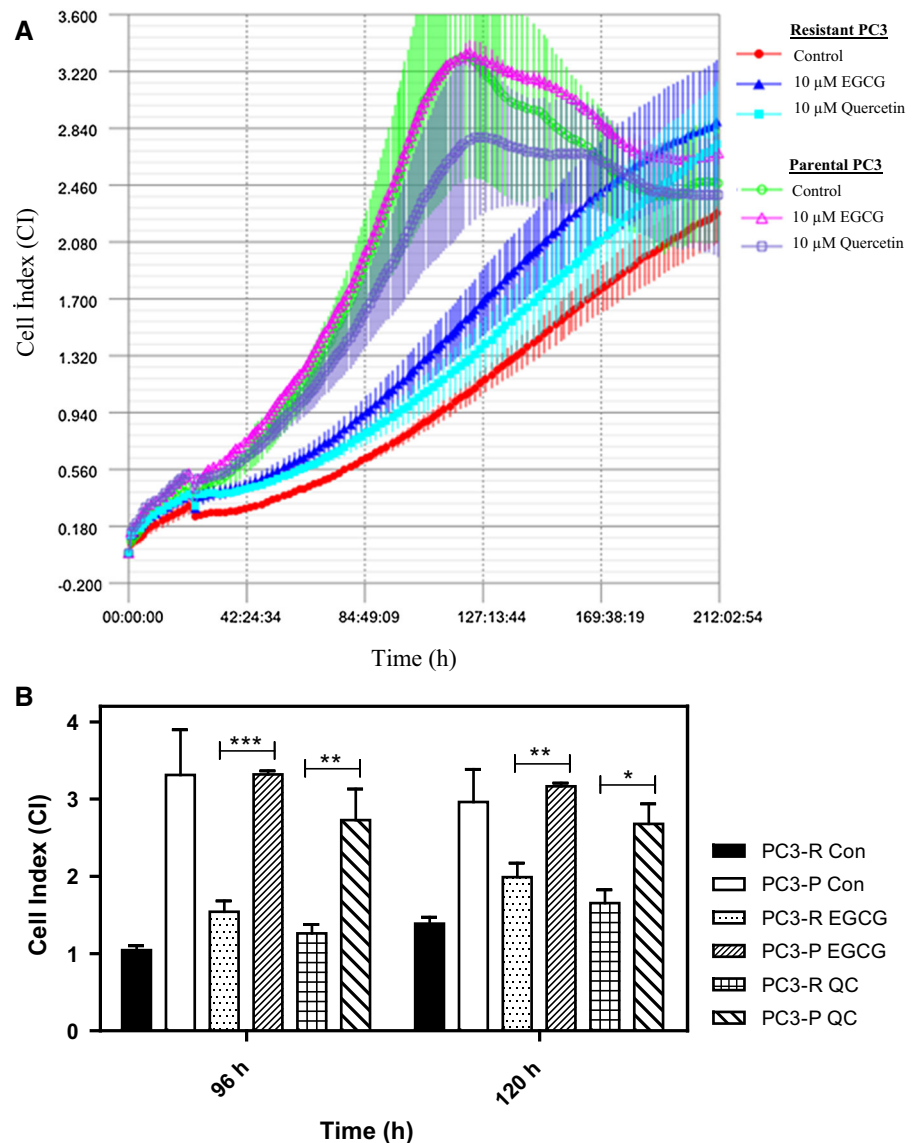 A
Cell Index (CI)
3.600
3.220
2.840
2.460
2.080
1.700
1.320
0.940
0.560
0.180
-0.200
00:00:00 42:24:34 84:49:09 127:13:44 169:38:19 212:02:54
Time (h)
Resistant PC3
Control
10 µM EGCG
10 µM Quercetin
Parental PC3
Control
10 µM EGCG
10 µM Quercetin
B
Cell Index (CI)
4
3
2
1
0
*** ** ** *
96 h 120 h
Time (h)
PC3-R Con
PC3-P Con
PC3-R EGCG
PC3-P EGCG
PC3-R QC
PC3-P QC